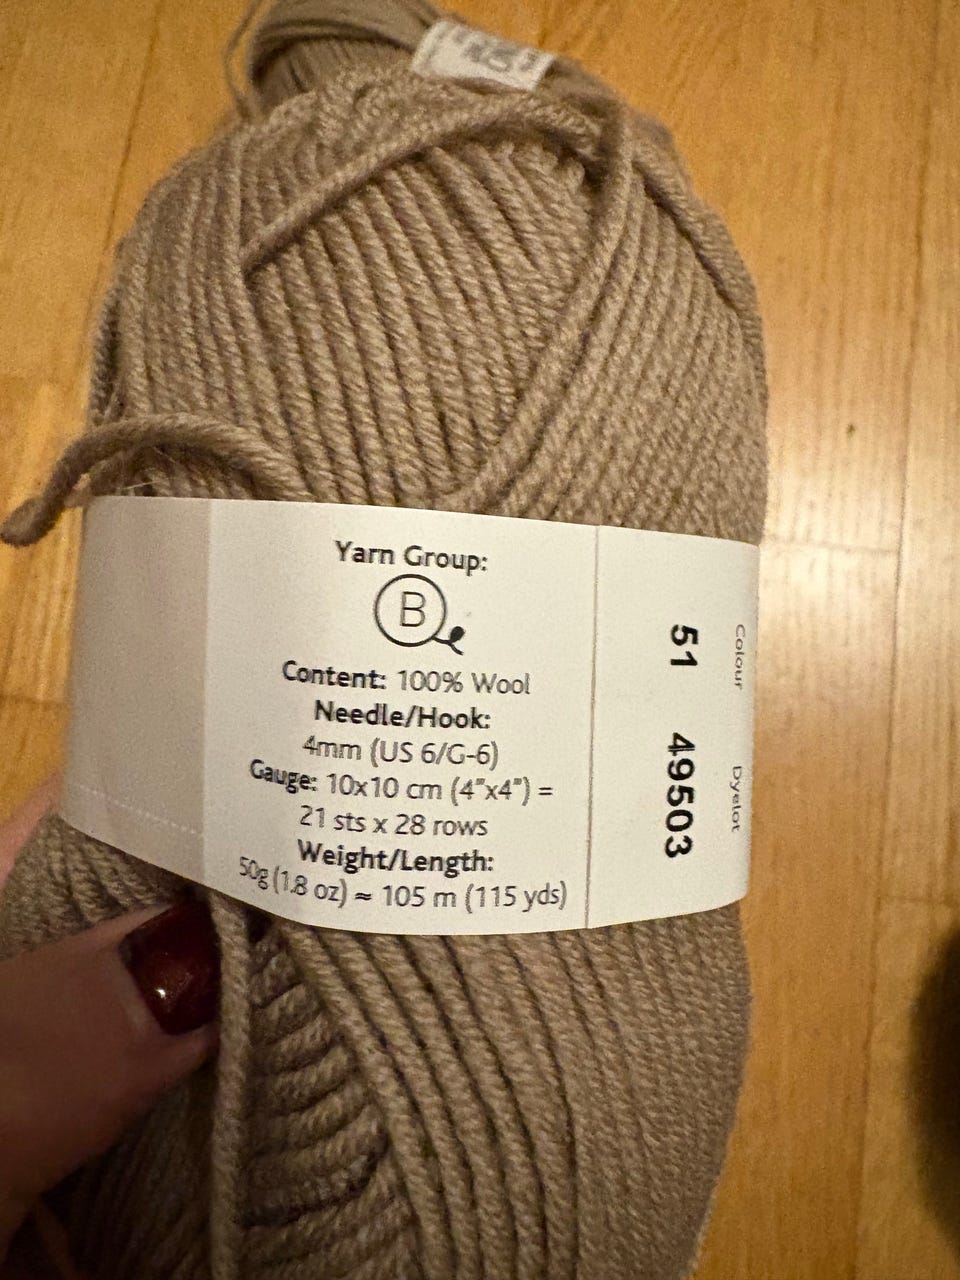 Yarn Group:
B
Content: 100% Wool
Needle/Hook:
4mm (US 6/G-6)
Gauge: 10x10 cm (4"x4") =
21 sts x 28 rows
Weight/Length:
50g (1.8 oz) ≈ 105 m (115 yds)
Colour
51
Dyelot
49503